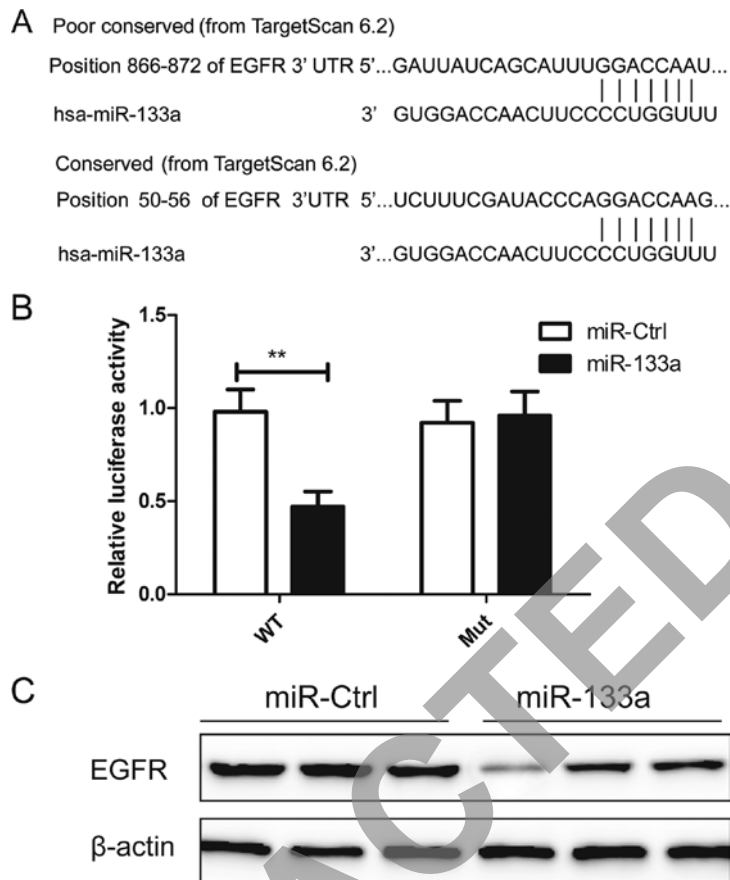 A
Poor conserved (from TargetScan 6.2)
Position 866-872 of EGFR 3' UTR 5'...GAUUAUCAGCAUUUGGACCAAU...
hsa-miR-133a 3' GUGGACCAACUUCCCCUGGUUU
Conserved (from TargetScan 6.2)
Position 50-56 of EGFR 3'UTR 5'...UCUUUCGAUACCCAGGACCAAG...
hsa-miR-133a 3'...GUGGACCAACUUCCCCUGGUUU
B
Relative luciferase activity
1.5
1.0
0.5
0.0
**
miR-Ctrl
miR-133a
WT
Mut
C
miR-Ctrl miR-133a
EGFR
β-actin
ACTED